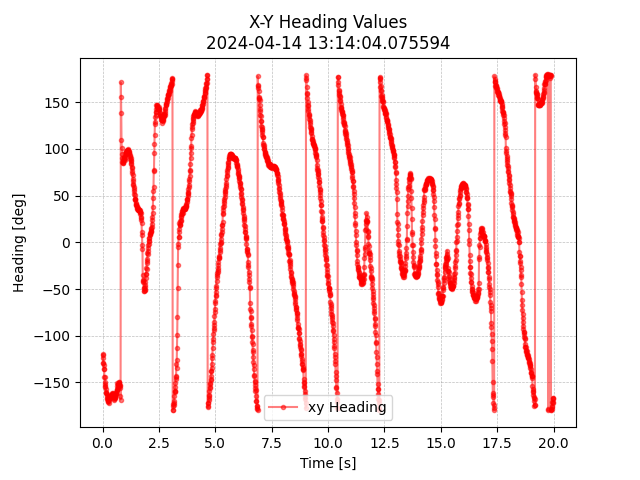 X-Y Heading Values
2024-04-14 13:14:04.075594
Heading [deg]
150
100
50
0
−50
−100
−150
xy Heading
0.0 2.5 5.0 7.5 10.0 12.5 15.0 17.5 20.0
Time [s]